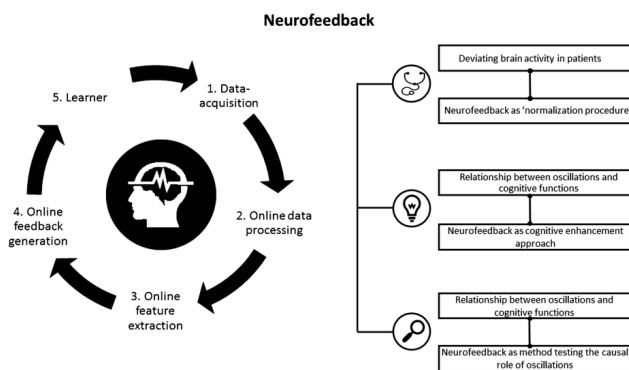 Neurofeedback
1. Data-
acquisition
2. Online data
processing
3. Online
feature
extraction
4. Online
feedback
generation
5. Learner
Deviating brain activity in patients
Neurofeedback as 'normalization procedure'
Relationship between oscillations and
cognitive functions
Neurofeedback as cognitive enhancement
approach
Relationship between oscillations and
cognitive functions
Neurofeedback as method testing the causal
role of oscillations